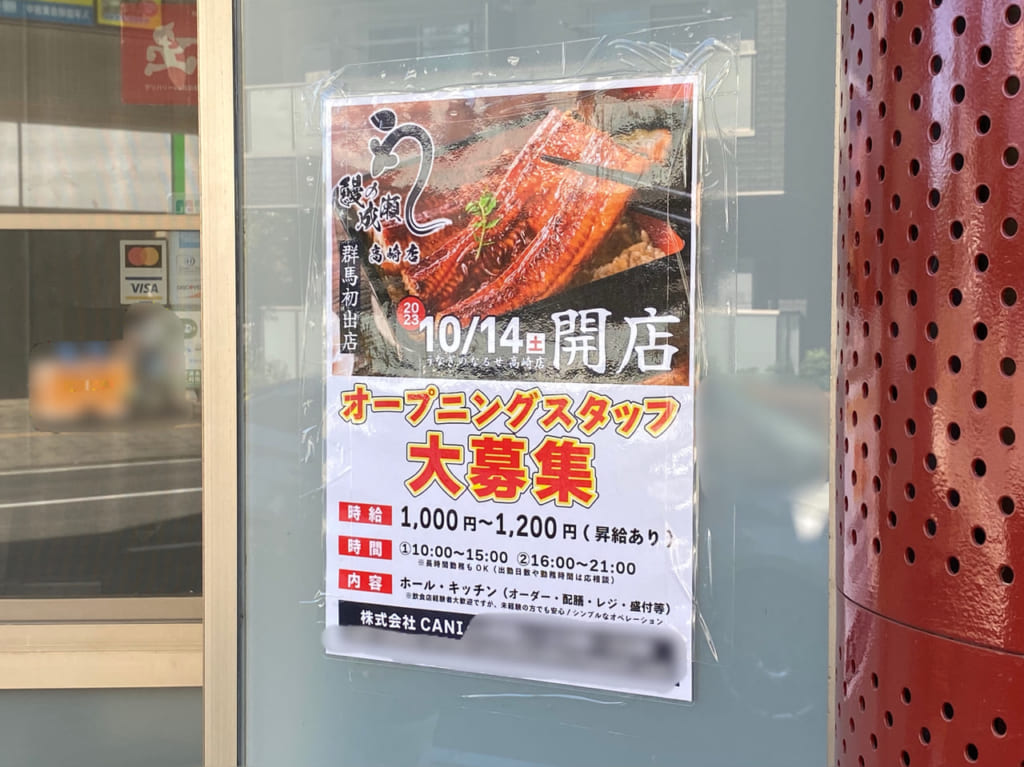 う
鰻の成瀬
高崎店
群馬初出店
2023
10/14 土 開店
うなぎのなるせ 高崎店
オープニングスタッフ
大募集
時給 1,000円〜1,200円(昇給あり)
時間 ①10:00〜15:00 ②16:00〜21:00
※長時間勤務もOK(出勤日数や勤務時間は応相談)
内容 ホール・キッチン(オーダー・配膳・レジ・盛付等)
※飲食店経験者大歓迎ですが、未経験の方でも安心/シンプルなオペレーション
株式会社 CANI
VISA